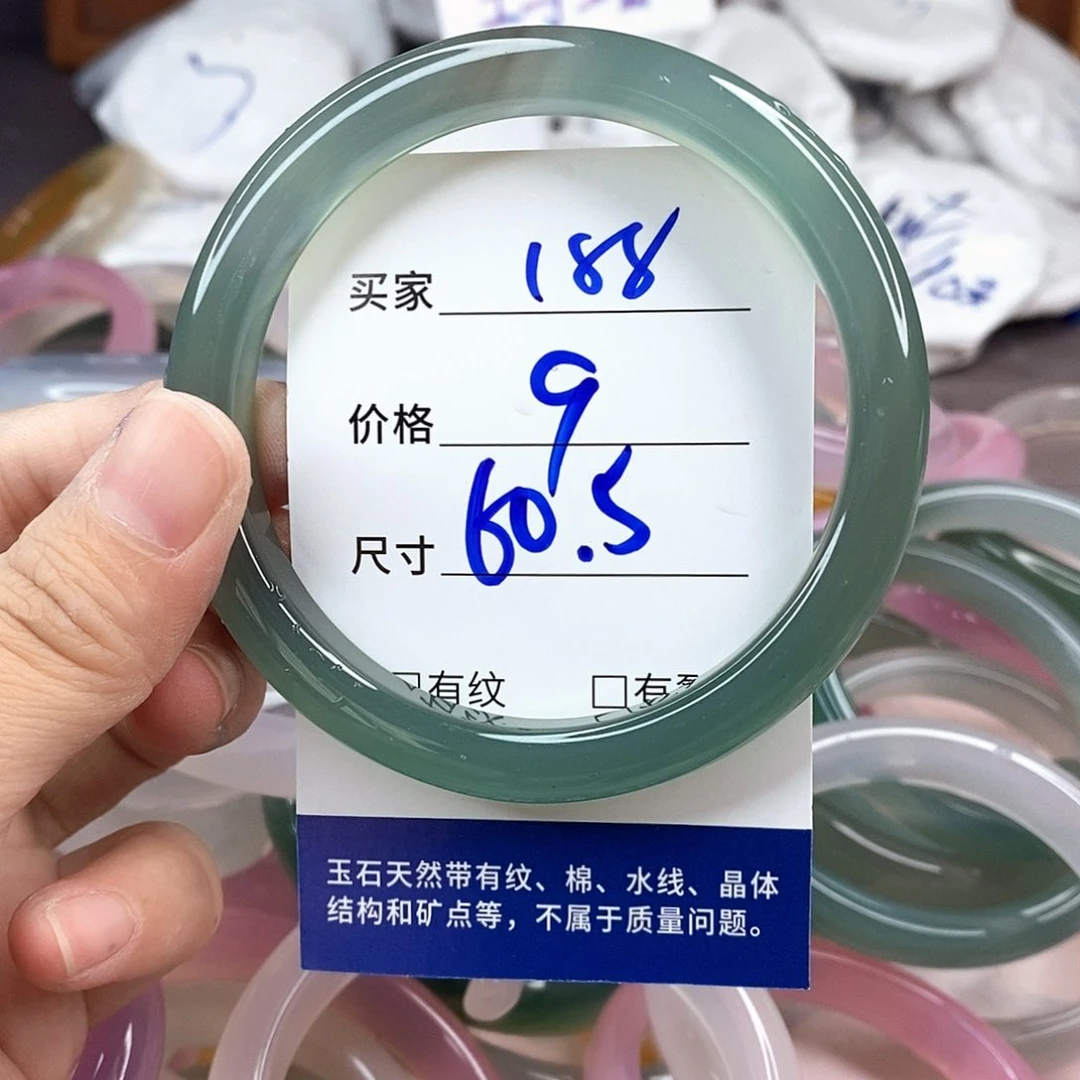 买家 188
价格 9
尺寸 60.5
□有纹 □有
玉石天然带有纹、棉、水线、晶体
结构和矿点等，不属于质量问题。